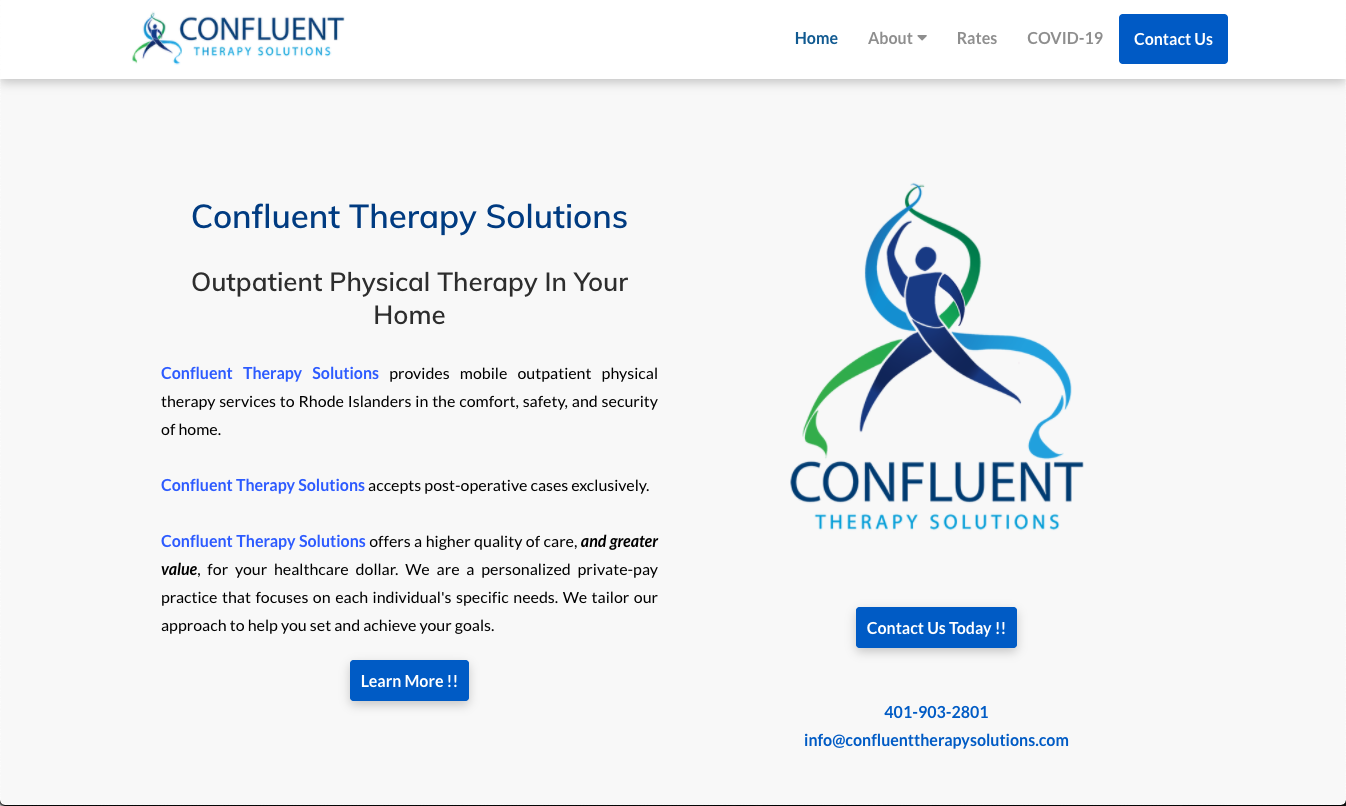 CONFLUENT
THERAPY SOLUTIONS
Home
About
Rates
COVID-19
Contact Us
Confluent Therapy Solutions
Outpatient Physical Therapy In Your
Home
Confluent Therapy Solutions provides mobile outpatient physical
therapy services to Rhode Islanders in the comfort, safety, and security
of home.
Confluent Therapy Solutions accepts post-operative cases exclusively.
Confluent Therapy Solutions offers a higher quality of care, and greater
value, for your healthcare dollar. We are a personalized private-pay
practice that focuses on each individual's specific needs. We tailor our
approach to help you set and achieve your goals.
Learn More !!
CONFLUENT
THERAPY SOLUTIONS
Contact Us Today !!
401-903-2801
info@confluenttherapysolutions.com